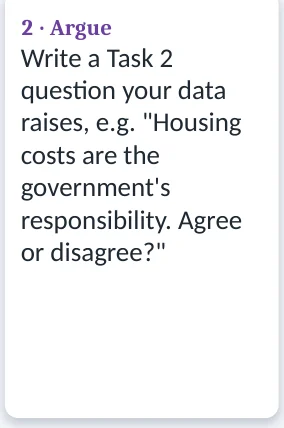 2 · Argue
Write a Task 2
question your data
raises, e.g. "Housing
costs are the
government's
responsibility. Agree
or disagree?"